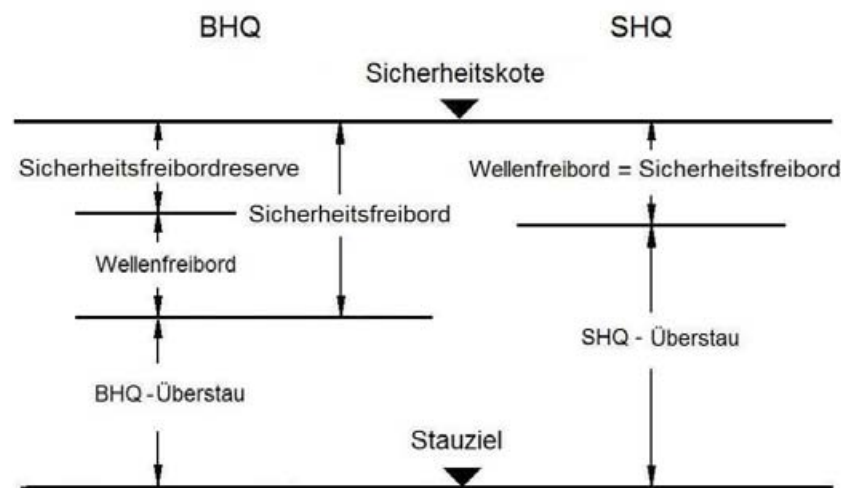 BHQ
SHQ
Sicherheitskote
Sicherheitsfreibordreserve
Wellenfreibord = Sicherheitsfreibord
Sicherheitsfreibord
Wellenfreibord
SHQ - Überstau
BHQ - Überstau
Stauziel